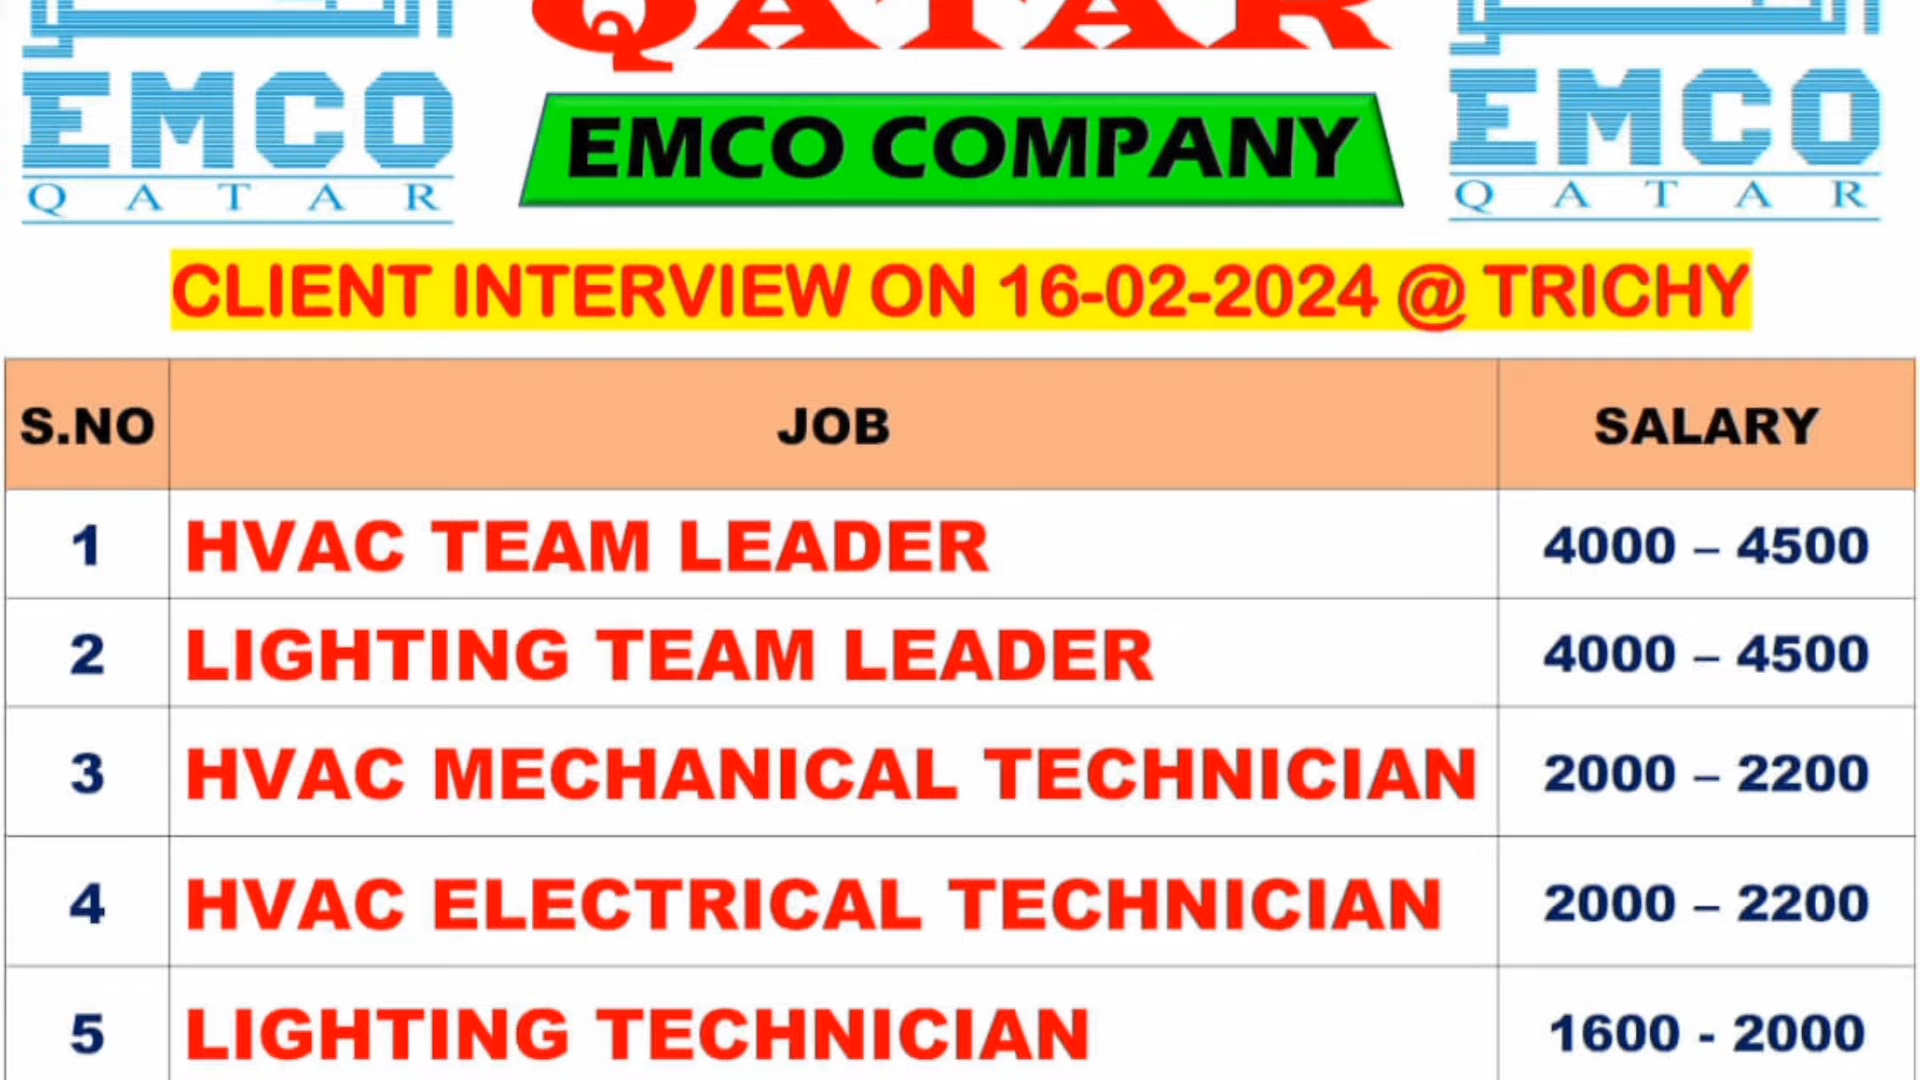 QATAR
EMCO
QATAR
EMCO COMPANY
EMCO
QATAR
CLIENT INTERVIEW ON 16-02-2024 @ TRICHY
S.NO JOB SALARY
1 HVAC TEAM LEADER 4000 – 4500
2 LIGHTING TEAM LEADER 4000 – 4500
3 HVAC MECHANICAL TECHNICIAN 2000 – 2200
4 HVAC ELECTRICAL TECHNICIAN 2000 – 2200
5 LIGHTING TECHNICIAN 1600 - 2000